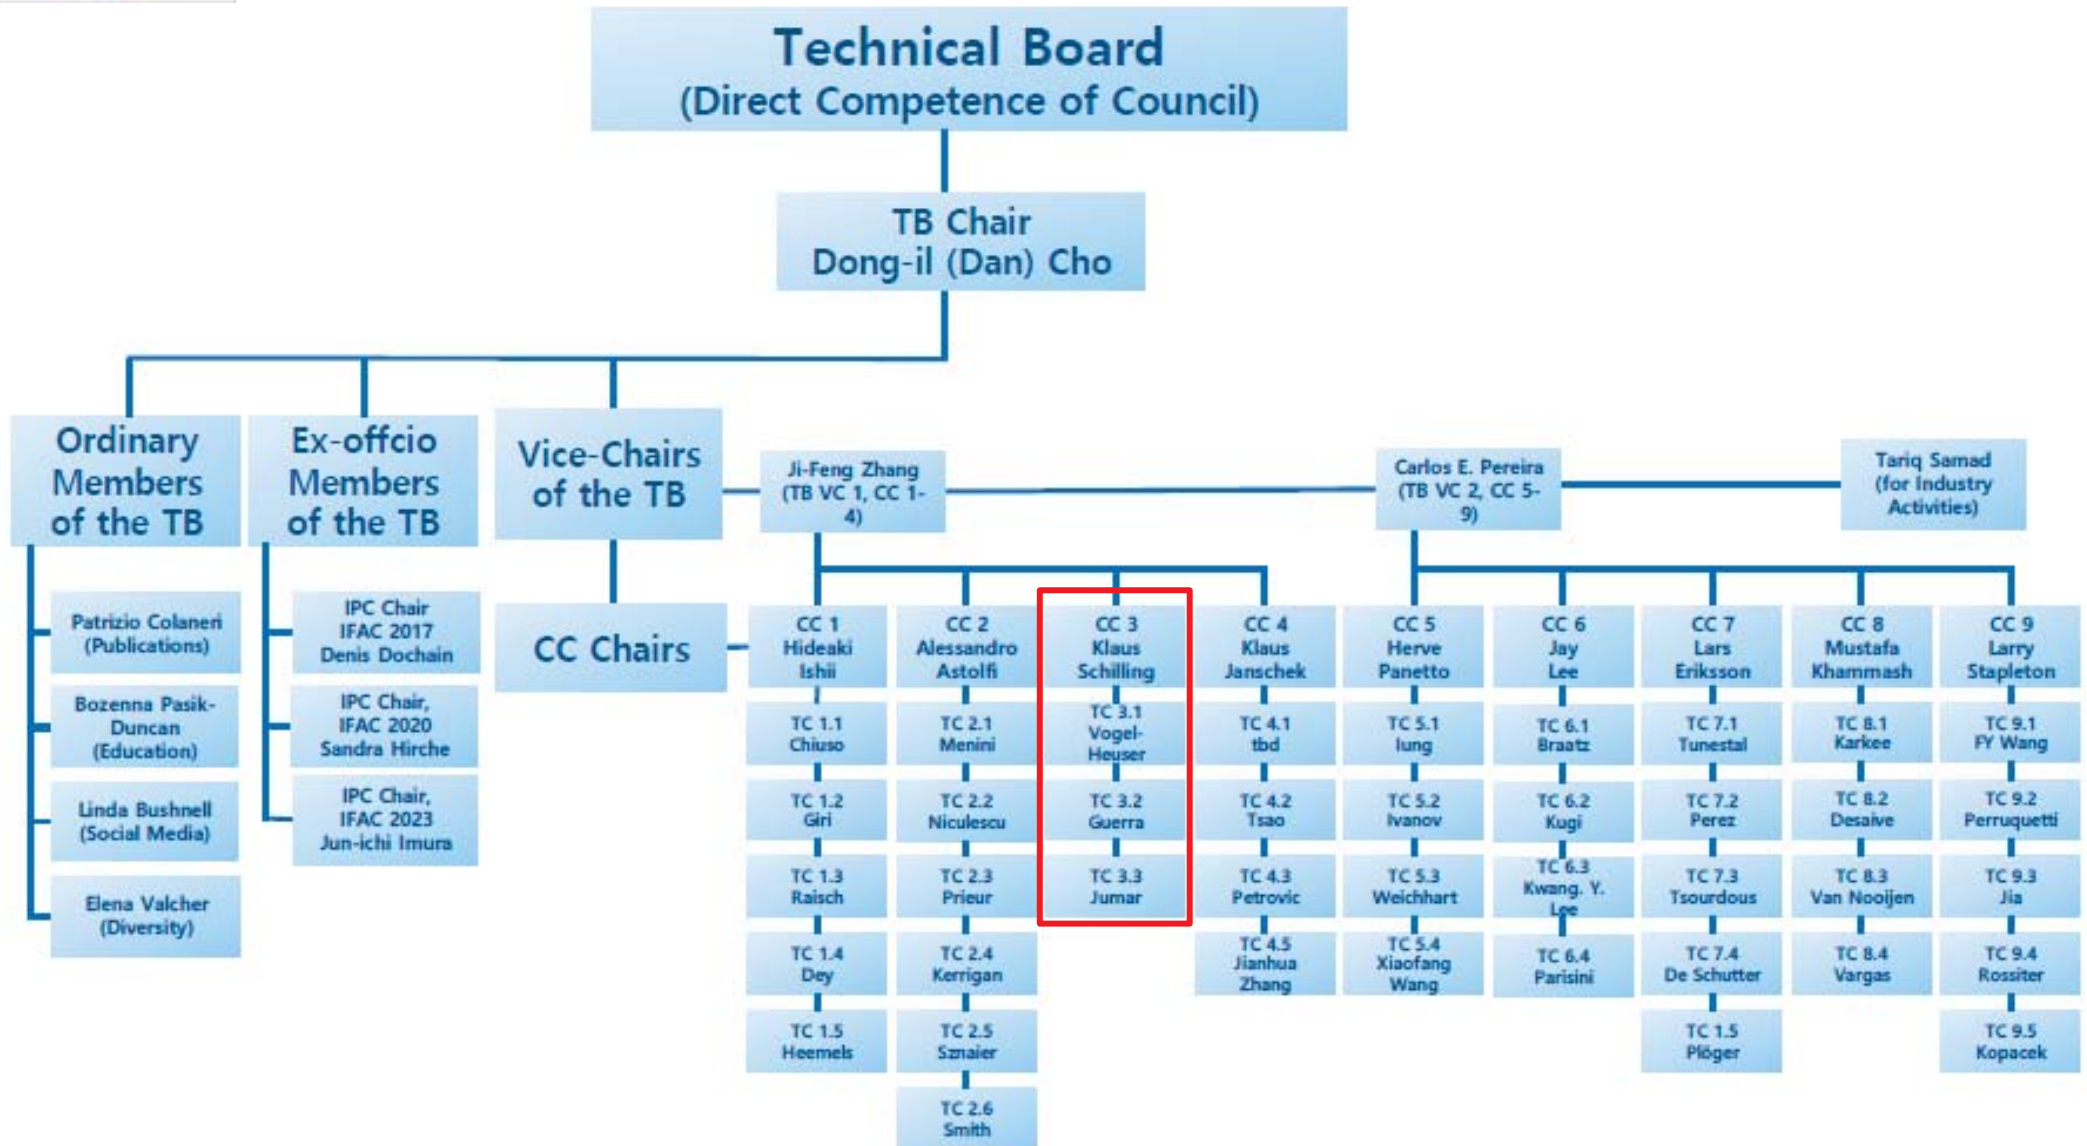 Technical Board
(Direct Competence of Council)
TB Chair
Dong-il (Dan) Cho
Ordinary
Members
of the TB
Ex-offcio
Members
of the TB
Vice-Chairs
of the TB
Ji-Feng Zhang
(TB VC 1, CC 1-
4)
Carlos E. Pereira
(TB VC 2, CC 5-
9)
Tariq Samad
(for Industry
Activities)
Patrizio Colaneri
(Publications)
Bozenna Pasik-
Duncan
(Education)
Linda Bushnell
(Social Media)
Elena Valcher
(Diversity)
IPC Chair
IFAC 2017
Denis Dochain
IPC Chair,
IFAC 2020
Sandra Hirche
IPC Chair,
IFAC 2023
Jun-ichi Imura
CC Chairs
CC 1
Hideaki
Ishii
TC 1.1
Chiuso
TC 1.2
Giri
TC 1.3
Raisch
TC 1.4
Dey
TC 1.5
Heemels
CC 2
Alessandro
Astolfi
TC 2.1
Menini
TC 2.2
Niculescu
TC 2.3
Prieur
TC 2.4
Kerrigan
TC 2.5
Sznaier
TC 2.6
Smith
CC 3
Klaus
Schilling
TC 3.1
Vogel-
Heuser
TC 3.2
Guerra
TC 3.3
Jumar
CC 4
Klaus
Janschek
TC 4.1
tbd
TC 4.2
Tsao
TC 4.3
Petrovic
TC 4.5
Jianhua
Zhang
CC 5
Herve
Panetto
TC 5.1
Iung
TC 5.2
Ivanov
TC 5.3
Weichhart
TC 5.4
Xiaofang
Wang
CC 6
Jay
Lee
TC 6.1
Braatz
TC 6.2
Kugi
TC 6.3
Kwang. Y.
Lee
TC 6.4
Parisini
CC 7
Lars
Eriksson
TC 7.1
Tunestal
TC 7.2
Perez
TC 7.3
Tsourdous
TC 7.4
De Schutter
TC 1.5
Plöger
CC 8
Mustafa
Khammash
TC 8.1
Karkee
TC 8.2
Desaive
TC 8.3
Van Nooijen
TC 8.4
Vargas
CC 9
Larry
Stapleton
TC 9.1
FY Wang
TC 9.2
Perruquetti
TC 9.3
Jia
TC 9.4
Rossiter
TC 9.5
Kopacek